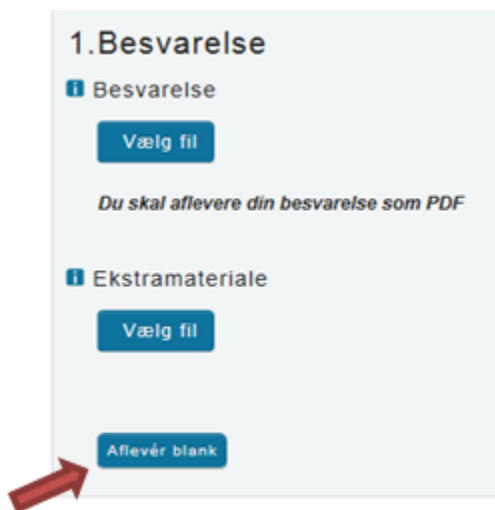 1.Besvarelse
Besvarelse
Vælg fil
Du skal aflevere din besvarelse som PDF
Ekstramateriale
Vælg fil
Aflevér blank